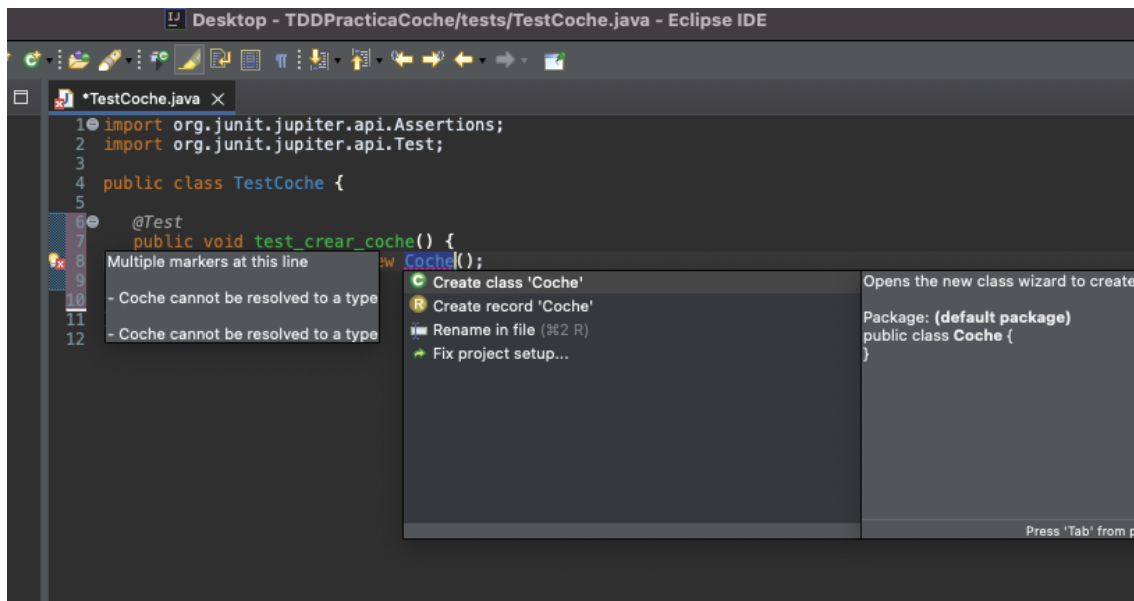 Desktop - TDDPracticaCoche/tests/TestCoche.java - Eclipse IDE
*TestCoche.java
1 import org.junit.jupiter.api.Assertions;
2 import org.junit.jupiter.api.Test;
3
4 public class TestCoche {
5
6 @Test
7 public void test_crear_coche() {
8 w Coche();
9
10
11
12
Multiple markers at this line
- Coche cannot be resolved to a type
- Coche cannot be resolved to a type
Create class 'Coche'
Create record 'Coche'
Rename in file (⌘2 R)
Fix project setup...
Opens the new class wizard to create
Package: (default package)
public class Coche {
}
Press 'Tab' from p